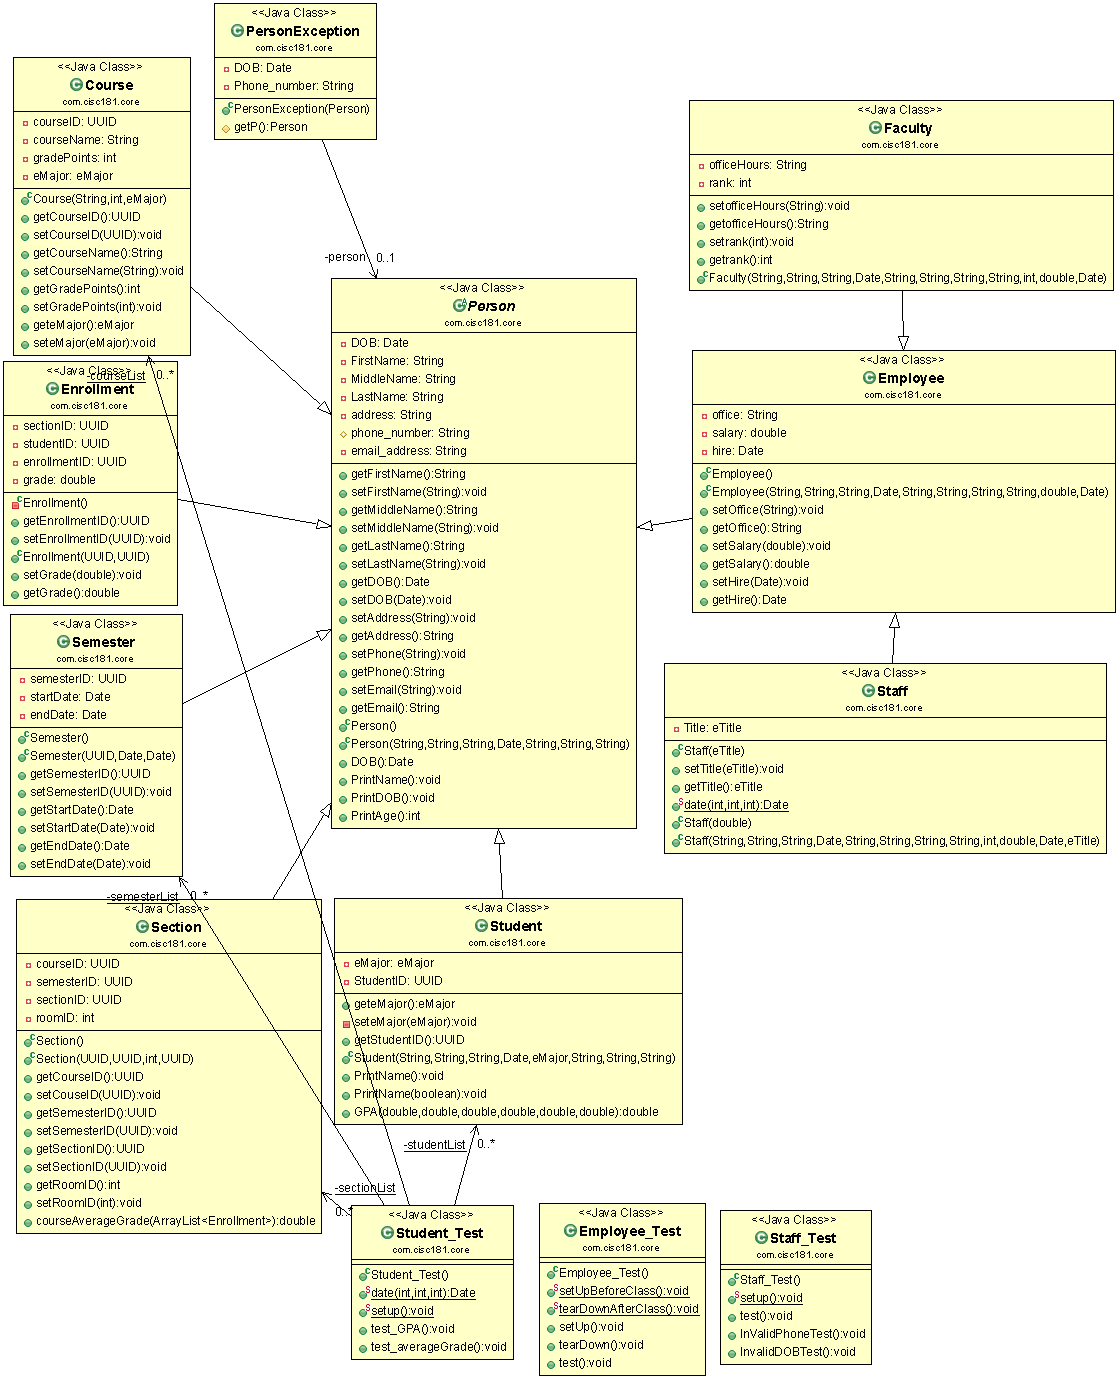 <<Java Class>>
PersonException
com.cisc181.core
DOB: Date
Phone_number: String
PersonException(Person)
getP():Person
<<Java Class>>
Course
com.cisc181.core
courseID: UUID
courseName: String
gradePoints: int
eMajor: eMajor
Course(String,int,eMajor)
getCourseID():UUID
setCourseID(UUID):void
getCourseName():String
setCourseName(String):void
getGradePoints():int
setGradePoints(int):void
geteMajor():eMajor
seteMajor(eMajor):void
<<Java Class>>
Faculty
com.cisc181.core
officeHours: String
rank: int
setofficeHours(String):void
getofficeHours():String
setrank(int):void
getrank():int
Faculty(String,String,String,Date,String,String,String,String,int,double,Date)
-person 0..1
<<Java Class>>
Person
com.cisc181.core
DOB: Date
FirstName: String
MiddleName: String
LastName: String
address: String
phone_number: String
email_address: String
getFirstName():String
setFirstName(String):void
getMiddleName():String
setMiddleName(String):void
getLastName():String
setLastName(String):void
getDOB():Date
setDOB(Date):void
setAddress(String):void
getAddress():String
setPhone(String):void
getPhone():String
setEmail(String):void
getEmail():String
Person()
Person(String,String,String,Date,String,String,String)
DOB():Date
PrintName():void
PrintDOB():void
PrintAge():int
<<Java Class>>
Employee
com.cisc181.core
office: String
salary: double
hire: Date
Employee()
Employee(String,String,String,Date,String,String,String,String,double,Date)
setOffice(String):void
getOffice():String
setSalary(double):void
getSalary():double
setHire(Date):void
getHire():Date
-courseList 0..*
<<Java Class>>
Enrollment
com.cisc181.core
sectionID: UUID
studentID: UUID
enrollmentID: UUID
grade: double
Enrollment()
getEnrollmentID():UUID
setEnrollmentID(UUID):void
Enrollment(UUID,UUID)
setGrade(double):void
getGrade():double
<<Java Class>>
Semester
com.cisc181.core
semesterID: UUID
startDate: Date
endDate: Date
Semester()
Semester(UUID,Date,Date)
getSemesterID():UUID
setSemesterID(UUID):void
getStartDate():Date
setStartDate(Date):void
getEndDate():Date
setEndDate(Date):void
<<Java Class>>
Staff
com.cisc181.core
Title: eTitle
Staff(eTitle)
setTitle(eTitle):void
getTitle():eTitle
date(int,int,int):Date
Staff(double)
Staff(String,String,String,Date,String,String,String,String,int,double,Date,eTitle)
-semesterList 0..*
<<Java Class>>
Section
com.cisc181.core
courseID: UUID
semesterID: UUID
sectionID: UUID
roomID: int
Section()
Section(UUID,UUID,int,UUID)
getCourseID():UUID
setCouseID(UUID):void
getSemesterID():UUID
setSemesterID(UUID):void
getSectionID():UUID
setSectionID(UUID):void
getRoomID():int
setRoomID(int):void
courseAverageGrade(ArrayList<Enrollment>):double
<<Java Class>>
Student
com.cisc181.core
eMajor: eMajor
StudentID: UUID
geteMajor():eMajor
seteMajor(eMajor):void
getStudentID():UUID
Student(String,String,String,Date,eMajor,String,String,String)
PrintName():void
PrintName(boolean):void
GPA(double,double,double,double,double,double):double
-studentList 0..*
-sectionList
0..
<<Java Class>>
Student_Test
com.cisc181.core
Student_Test()
date(int,int,int):Date
setup():void
test_GPA():void
test_averageGrade():void
<<Java Class>>
Employee_Test
com.cisc181.core
Employee_Test()
setUpBeforeClass():void
tearDownAfterClass():void
setUp():void
tearDown():void
test():void
<<Java Class>>
Staff_Test
com.cisc181.core
Staff_Test()
setup():void
test():void
InValidPhoneTest():void
InvalidDOBTest():void